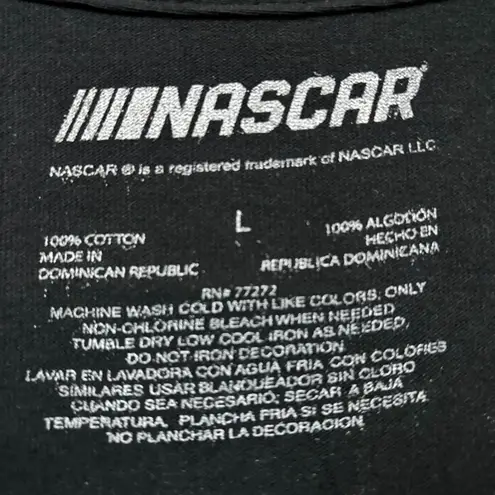 NASCAR
NASCAR ® is a registered trademark of NASCAR LLC
L
100% COTTON
MADE IN
DOMINICAN REPUBLIC
100% ALGODÓN
HECHO EN
REPUBLICA DOMINICANA
RN# 77272
MACHINE WASH COLD WITH LIKE COLORS. ONLY
NON-CHLORINE BLEACH WHEN NEEDED
TUMBLE DRY LOW COOL IRON AS NEEDED,
DO NOT IRON DECORATION
LAVAR EN LAVADORA CON AGUA FRIA CON COLORES
SIMILARES USAR BLANQUEADOR SIN CLORO
CUANDO SEA NECESARIO; SECAR A BAJA
TEMPERATURA. PLANCHA FRIA SI SE NECESITA
NO PLANCHAR LA DECORACION